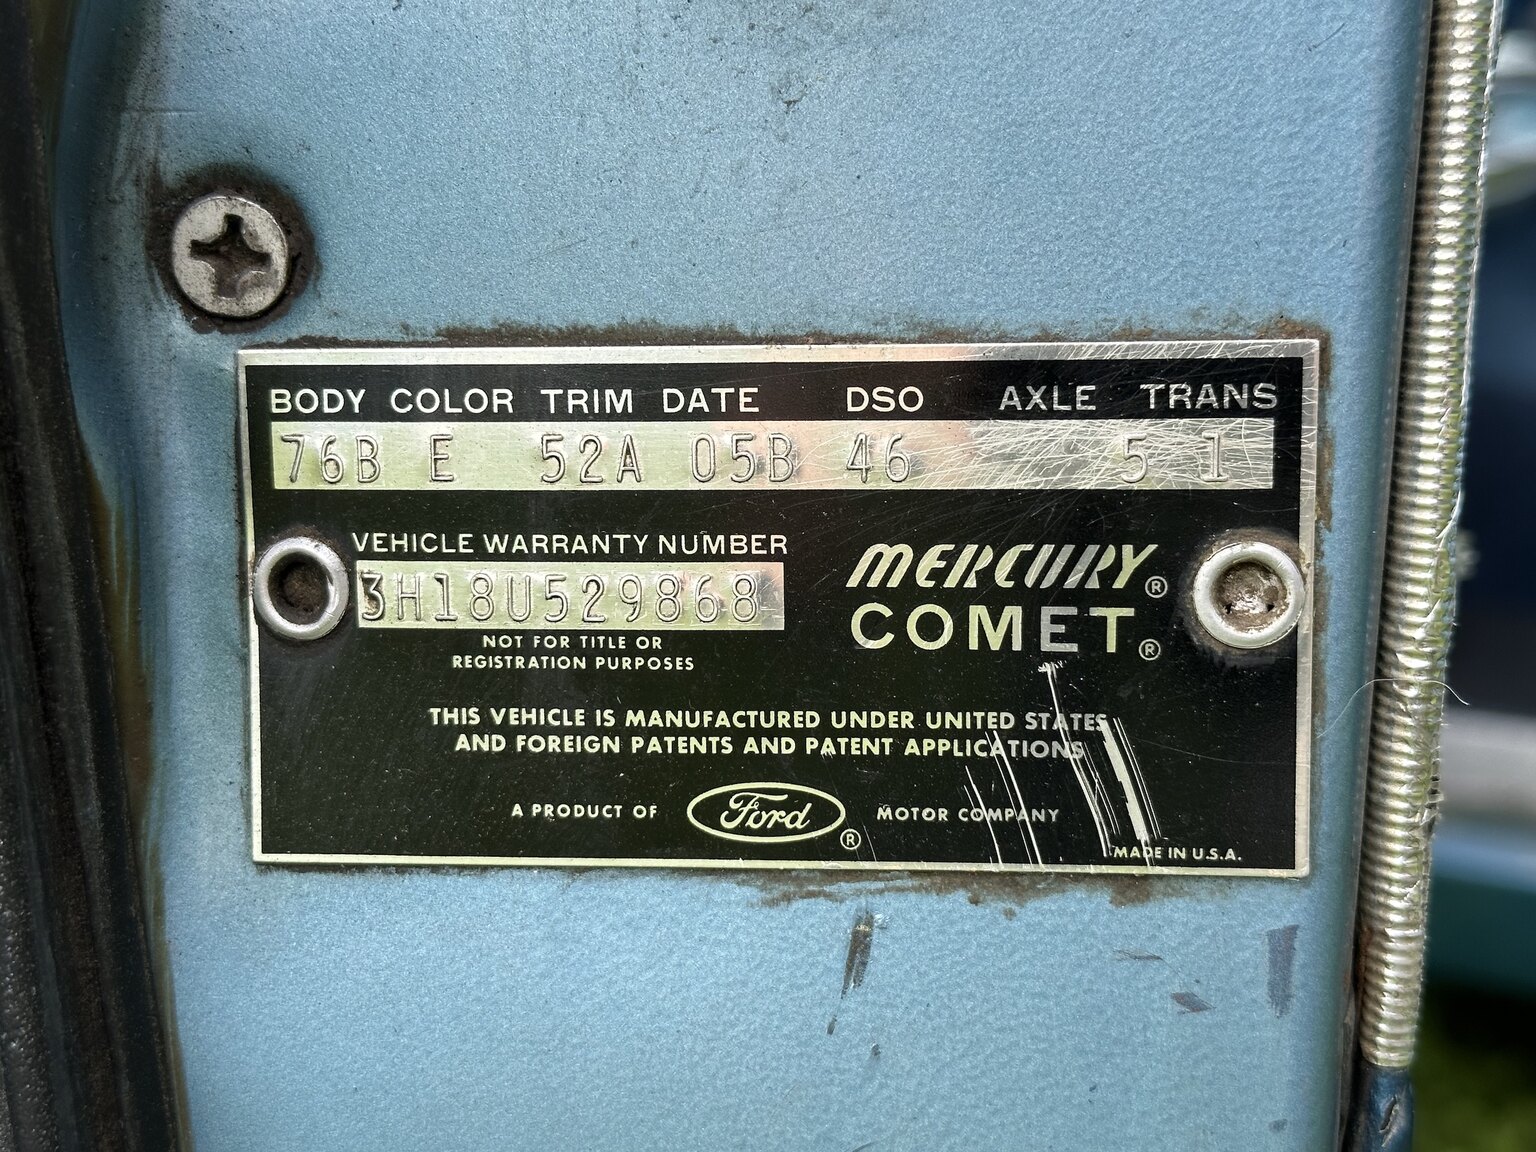 BODY COLOR TRIM DATE DSO AXLE TRANS
76B E 52A 05B 46 5 1
VEHICLE WARRANTY NUMBER
3H18U529868
NOT FOR TITLE OR
REGISTRATION PURPOSES
MERCURY®
COMET®
THIS VEHICLE IS MANUFACTURED UNDER UNITED STATES
AND FOREIGN PATENTS AND PATENT APPLICATIONS
A PRODUCT OF Ford® MOTOR COMPANY
MADE IN U.S.A.